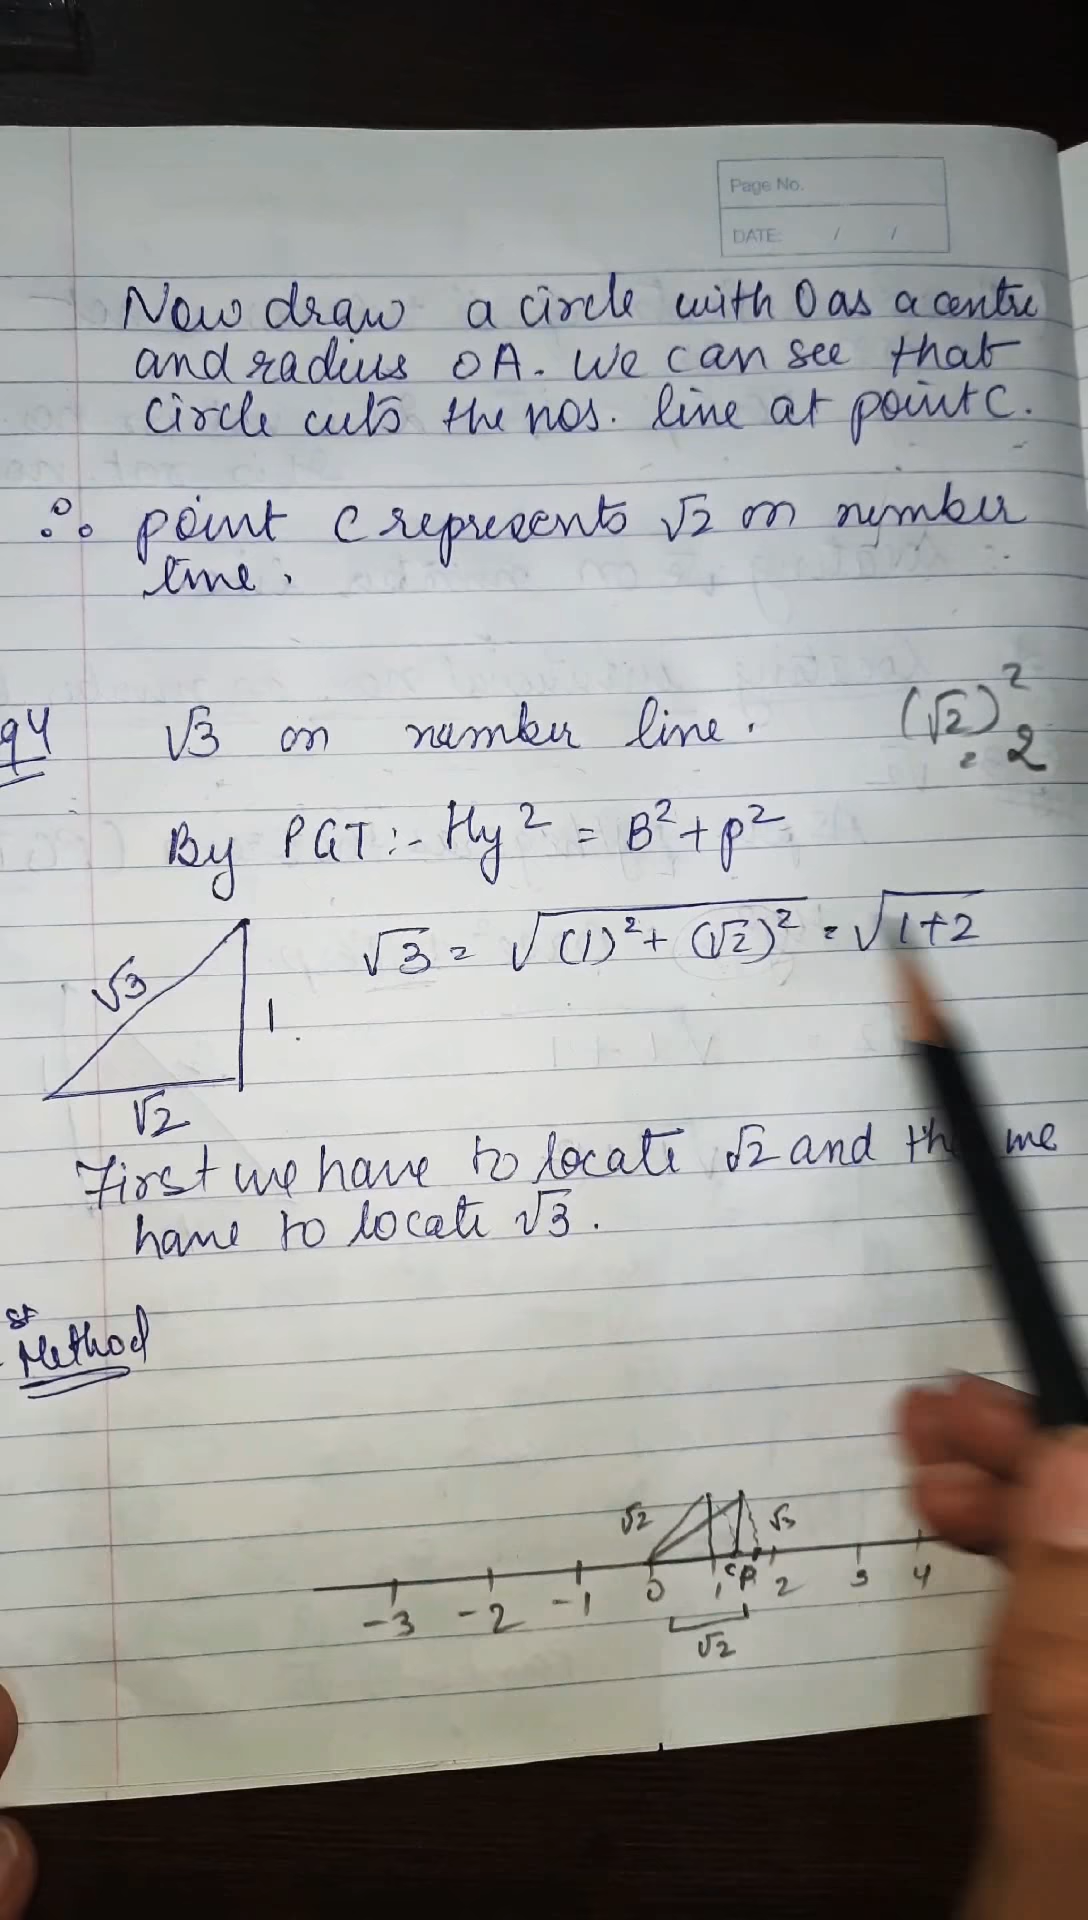 Page No.
DATE: / /
Now draw a circle with O as a centre
and radius OA. We can see that
circle cuts the nos. line at point C.
∴ point C represents √2 on number
line.
√3 on number line.
(√2)²
= 2
By PGT :- Hy² = B² + P²
√3 = √(1)² + (√2)² = √1+2
√3
1
√2
First we have to locate √2 and we
have to locate √3.
st
Method
√2 √3
-3 -2 -1 0 1 C P 2 3 4
√2